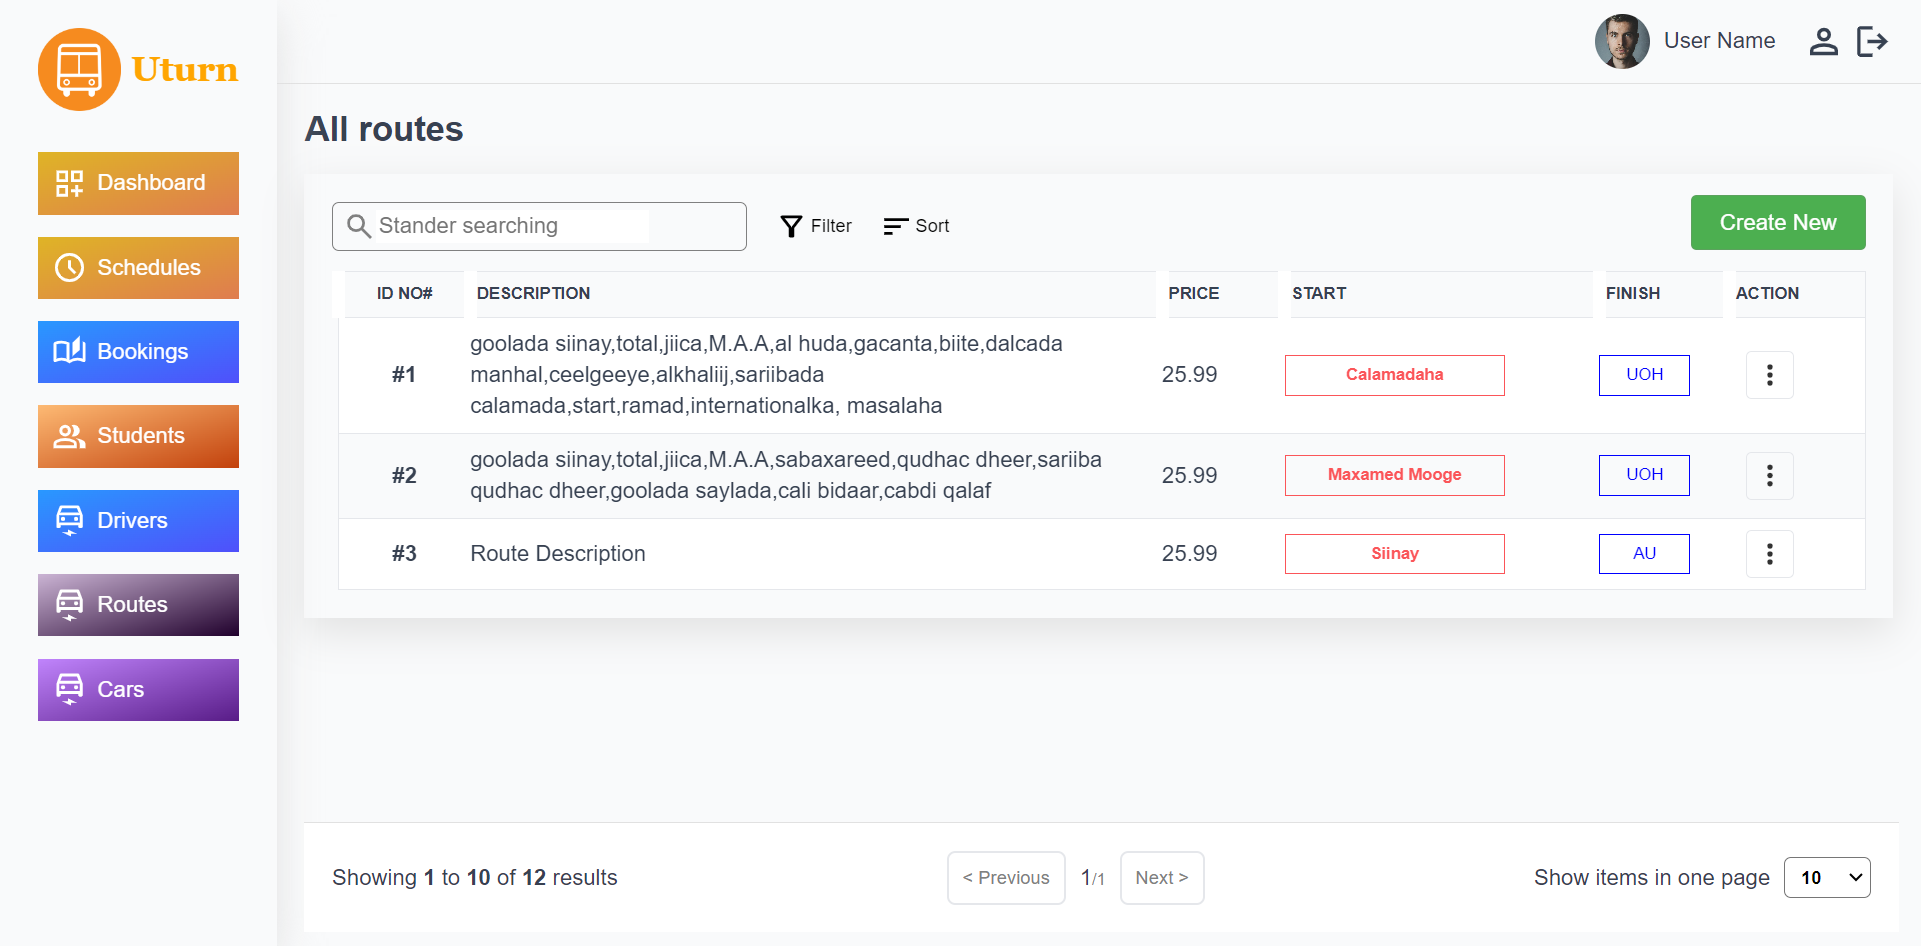 Uturn
User Name
Dashboard
Schedules
Bookings
Students
Drivers
Routes
Cars
All routes
Stander searching
Filter
Sort
Create New
ID NO# DESCRIPTION PRICE START FINISH ACTION
#1
goolada siinay,total,jiica,M.A.A,al huda,gacanta,biite,dalcada
manhal,ceelgeeye,alkhaliij,sariibada
calamada,start,ramad,internationalka, masalaha
25.99
Calamadaha
UOH
#2
goolada siinay,total,jiica,M.A.A,sabaxareed,qudhac dheer,sariiba
qudhac dheer,goolada saylada,cali bidaar,cabdi qalaf
25.99
Maxamed Mooge
UOH
#3
Route Description
25.99
Siinay
AU
Showing 1 to 10 of 12 results
< Previous
1/1
Next >
Show items in one page
10